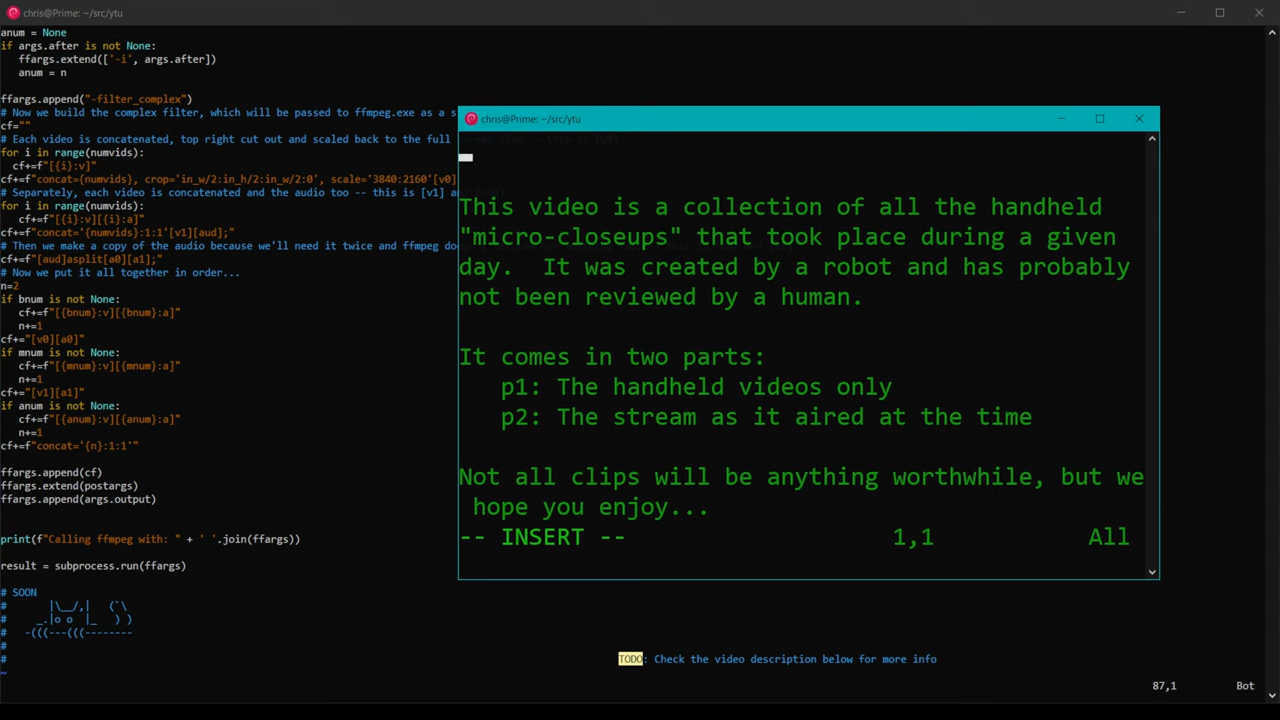 chris@Prime: ~/src/ytu
anum = None
if args.after is not None:
   ffargs.extend(['-i', args.after])
   anum = n

ffargs.append("-filter_complex")
# Now we build the complex filter, which will be passed to ffmpeg.exe as a s
cf=""
# Each video is concatenated, top right cut out and scaled back to the full
for i in range(numvids):
  cf+=f"[{i}:v]"
cf+=f"concat={numvids}, crop='in_w/2:in_h/2:in_w/2:0', scale='3840:2160'[v0]
# Separately, each video is concatenated and the audio too -- this is [v1] a
for i in range(numvids):
   cf+=f"[{i}:v][{i}:a]"
cf+=f"concat='{numvids}:1:1'[v1][aud];"
# Then we make a copy of the audio because we'll need it twice and ffmpeg do
cf+="[aud]asplit[a0][a1];"
# Now we put it all together in order...
n=2
if bnum is not None:
   cf+=f"[{bnum}:v][{bnum}:a]"
   n+=1
cf+="[v0][a0]"
if mnum is not None:
   cf+=f"[{mnum}:v][{mnum}:a]"
   n+=1
cf+="[v1][a1]"
if anum is not None:
   cf+=f"[{anum}:v][{anum}:a]"
   n+=1
cf+=f"concat='{n}:1:1'"

ffargs.append(cf)
ffargs.extend(postargs)
ffargs.append(args.output)

print(f"Calling ffmpeg with: " + ' '.join(ffargs))

result = subprocess.run(ffargs)

# SOON
#       |\__/,|   (`\
#     _.|o o  |_   ) )
#   -(((---(((--------
#
#
~
chris@Prime: ~/src/ytu
This video is a collection of all the handheld
"micro-closeups" that took place during a given
day.  It was created by a robot and has probably
not been reviewed by a human.

It comes in two parts:
   p1: The handheld videos only
   p2: The stream as it aired at the time

Not all clips will be anything worthwhile, but we
 hope you enjoy...
-- INSERT -- 1,1 All
TODO: Check the video description below for more info
87,1 Bot